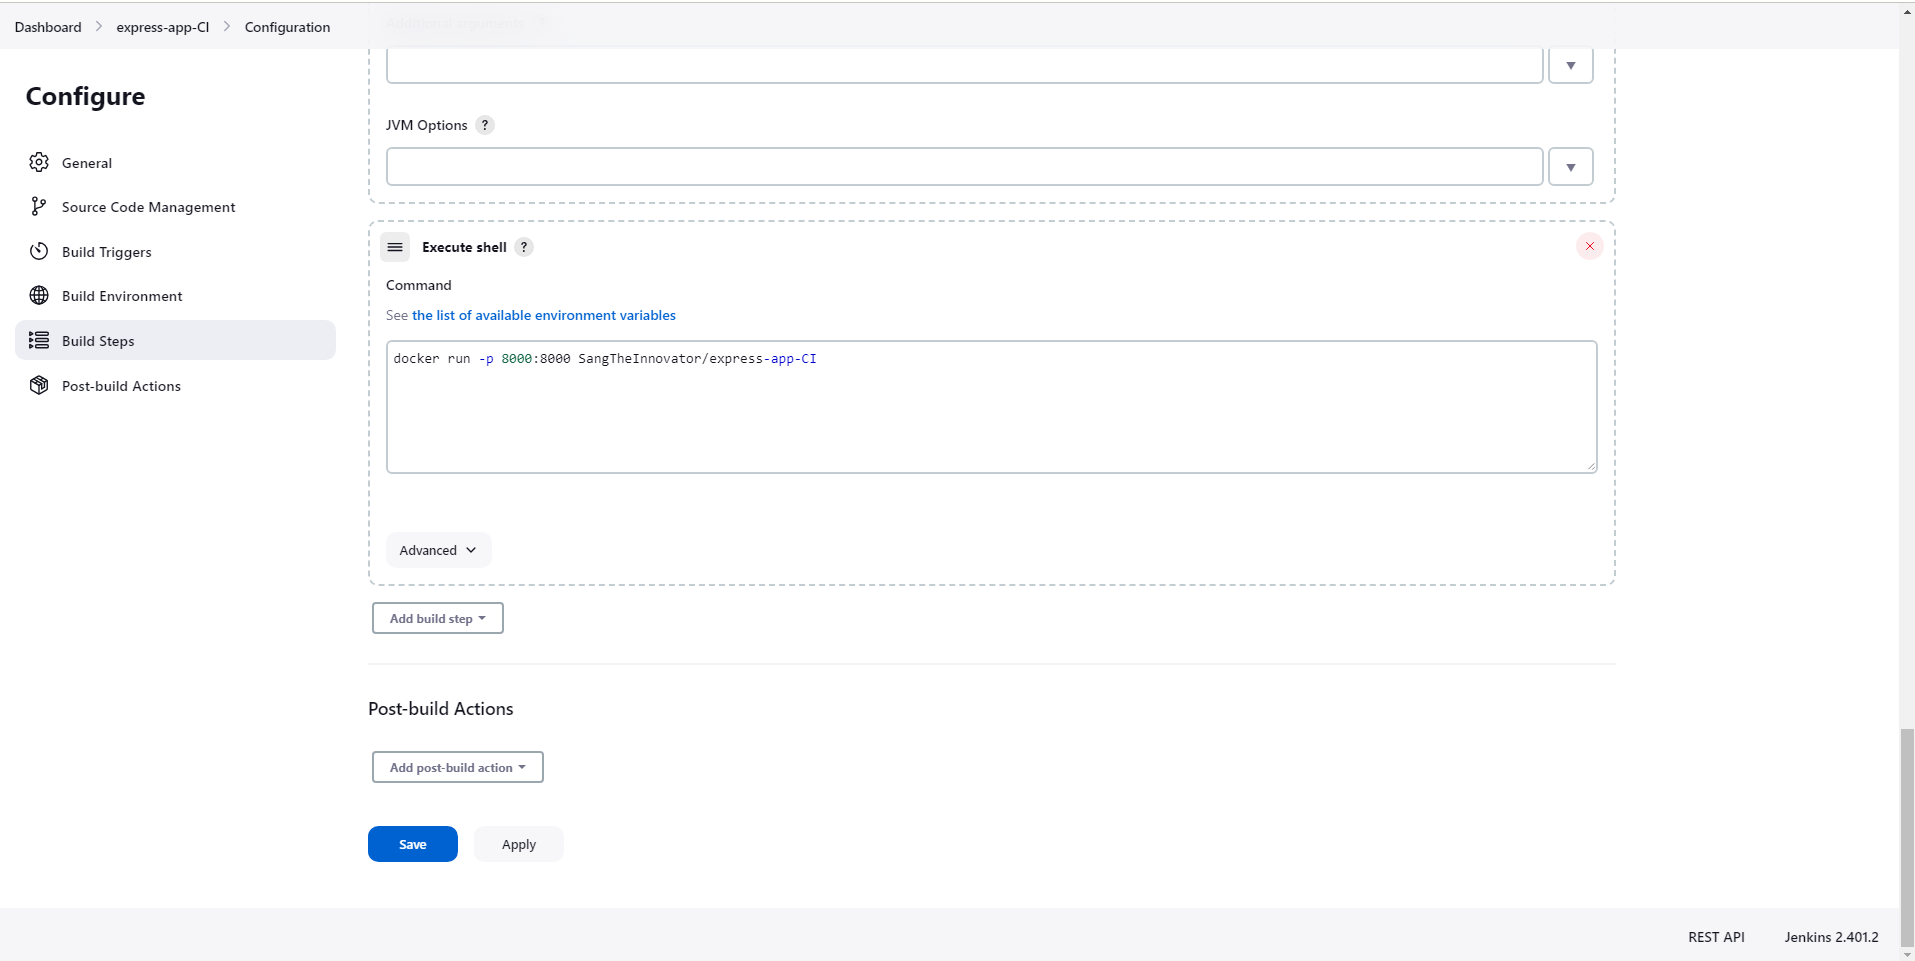 Dashboard > express-app-CI > Configuration
Configure
General
Source Code Management
Build Triggers
Build Environment
Build Steps
Post-build Actions
JVM Options ?
Execute shell ?
Command
See the list of available environment variables
docker run -p 8000:8000 SangTheInnovator/express-app-CI
Advanced
Add build step
Post-build Actions
Add post-build action
Save Apply
REST API Jenkins 2.401.2